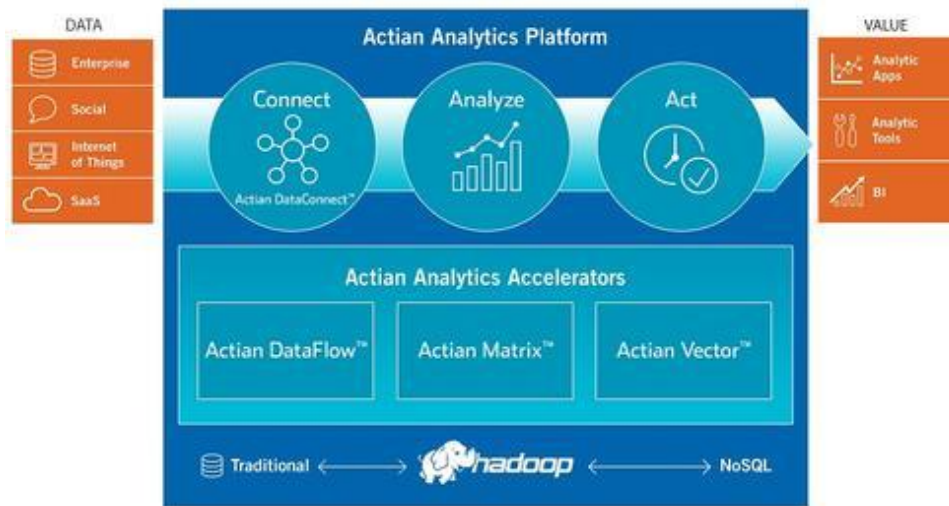 DATA
Enterprise
Social
Internet
of Things
SaaS
Actian Analytics Platform
Connect
Actian DataConnect™
Analyze
Act
Actian Analytics Accelerators
Actian DataFlow™
Actian Matrix™
Actian Vector™
Traditional
hadoop
NoSQL
VALUE
Analytic
Apps
Analytic
Tools
BI